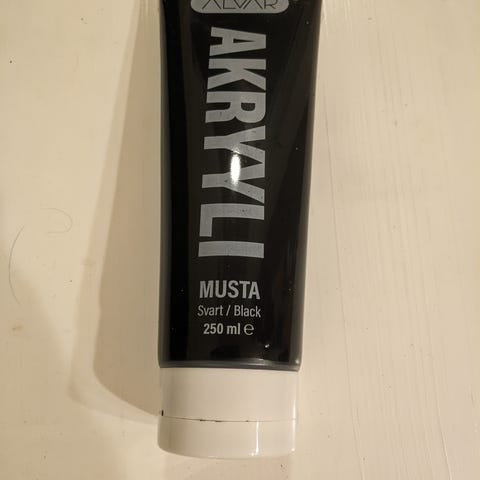 ALVAR
AKRYYLI
MUSTA
Svart / Black
250 ml ℮